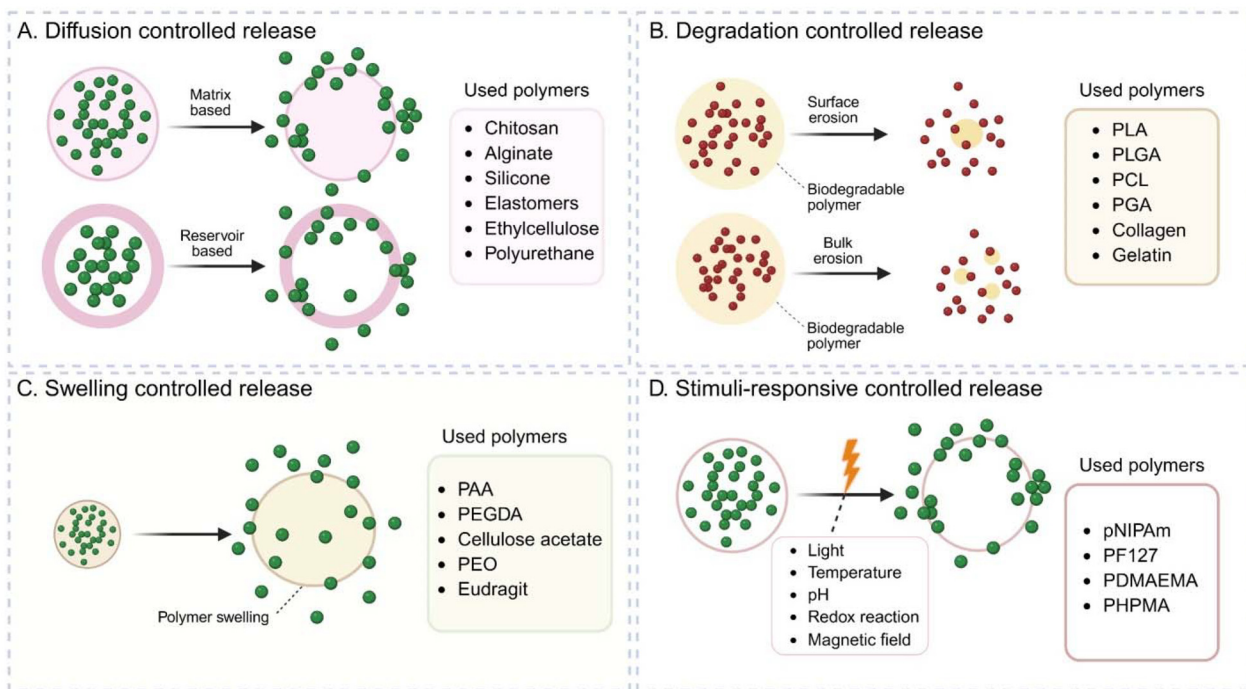 A. Diffusion controlled release
Matrix
based
Reservoir
based
Used polymers
• Chitosan
• Alginate
• Silicone
• Elastomers
• Ethylcellulose
• Polyurethane
B. Degradation controlled release
Surface
erosion
Biodegradable
polymer
Bulk
erosion
Biodegradable
polymer
Used polymers
• PLA
• PLGA
• PCL
• PGA
• Collagen
• Gelatin
C. Swelling controlled release
Polymer swelling
Used polymers
• PAA
• PEGDA
• Cellulose acetate
• PEO
• Eudragit
D. Stimuli-responsive controlled release
• Light
• Temperature
• pH
• Redox reaction
• Magnetic field
Used polymers
• pNIPAm
• PF127
• PDMAEMA
• PHPMA